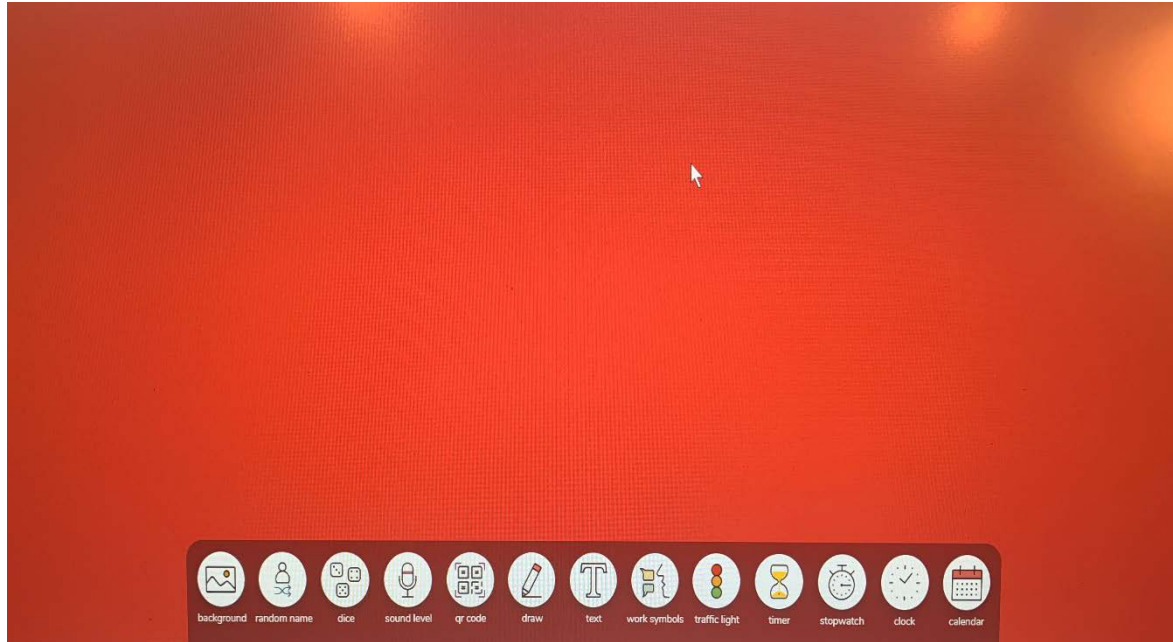 background random name dice sound level qr code draw text work symbols traffic light timer stopwatch clock calendar